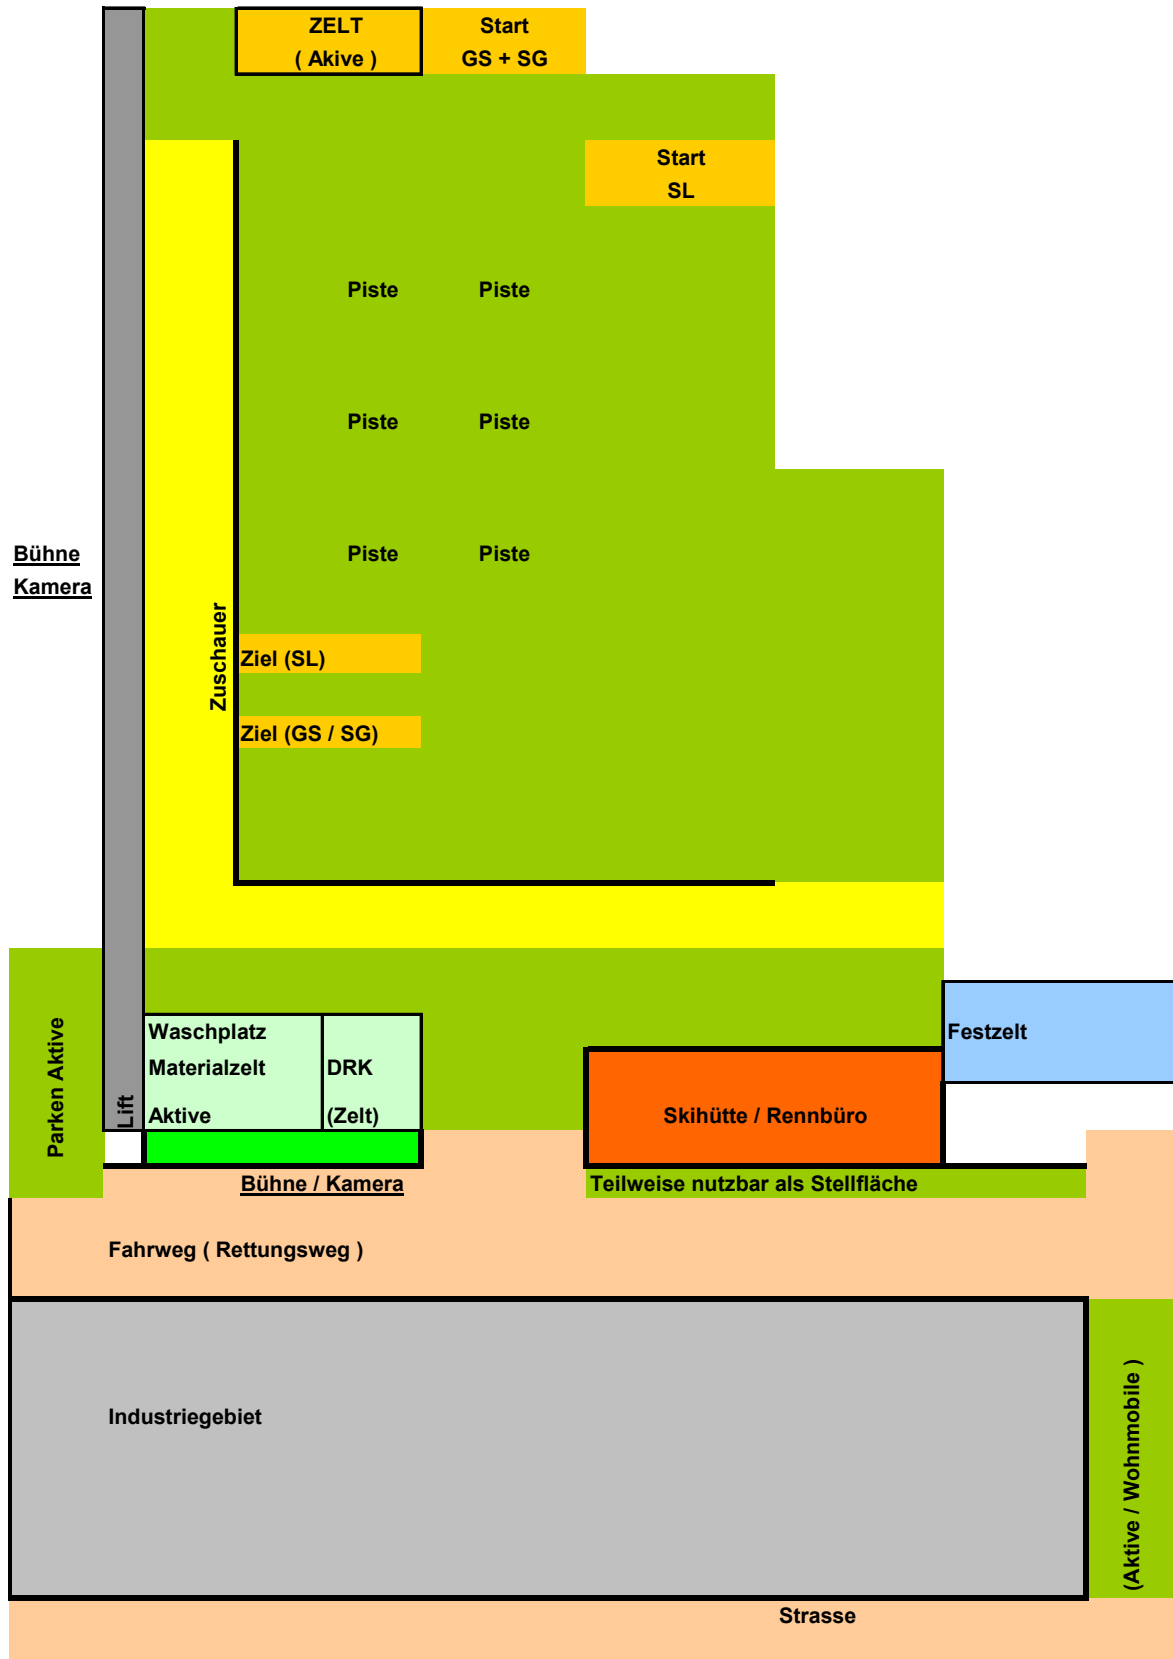 ZELT
( Akive )
Start
GS + SG
Start
SL
Piste Piste
Piste Piste
Piste Piste
Bühne
Kamera
Zuschauer
Ziel (SL)
Ziel (GS / SG)
Parken Aktive
Lift
Waschplatz
Materialzelt
Aktive
DRK
(Zelt)
Skihütte / Rennbüro
Festzelt
Bühne / Kamera
Teilweise nutzbar als Stellfläche
Fahrweg ( Rettungsweg )
Industriegebiet
(Aktive / Wohnmobile )
Strasse